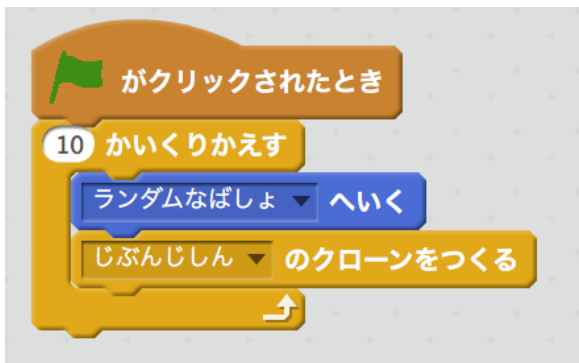 がクリックされたとき
10 かいくりかえす
ランダムなばしょ へいく
じぶんじしん のクローンをつくる